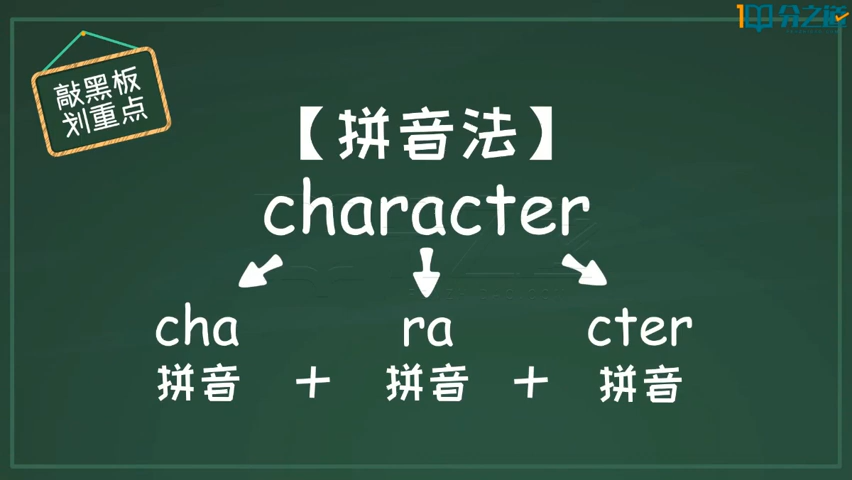 敲黑板
划重点
【拼音法】
character
cha ra cter
拼音 + 拼音 + 拼音